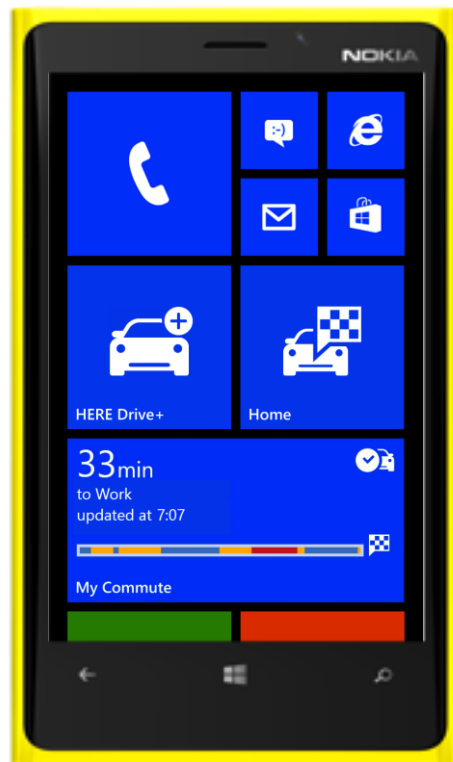 NOKIA
:-)
HERE Drive+
Home
33min
to Work
updated at 7:07
My Commute